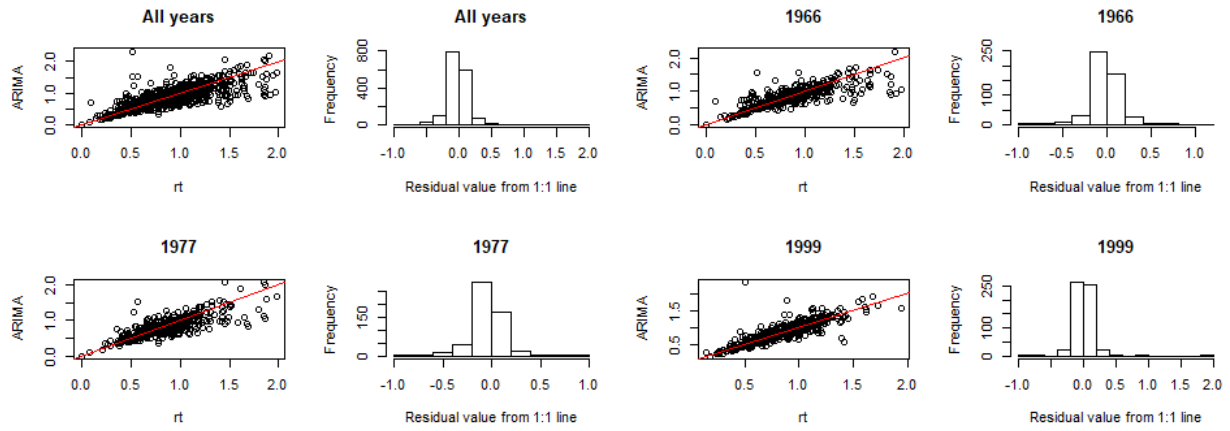 All years
ARIMA
2.0
1.0
0.0
0.0 0.5 1.0 1.5 2.0
rt
All years
Frequency
800
400
0
-1.0 0.0 0.5 1.0 1.5 2.0
Residual value from 1:1 line
1966
ARIMA
2.0
1.0
0.0
0.0 0.5 1.0 1.5 2.0
rt
1966
Frequency
250
100
0
-1.0 -0.5 0.0 0.5 1.0
Residual value from 1:1 line
1977
ARIMA
2.0
1.0
0.0
0.0 0.5 1.0 1.5 2.0
rt
1977
Frequency
150
0
-1.0 -0.5 0.0 0.5 1.0
Residual value from 1:1 line
1999
ARIMA
1.5
0.5
0.5 1.0 1.5 2.0
rt
1999
Frequency
250
100
0
-1.0 0.0 0.5 1.0 1.5 2.0
Residual value from 1:1 line